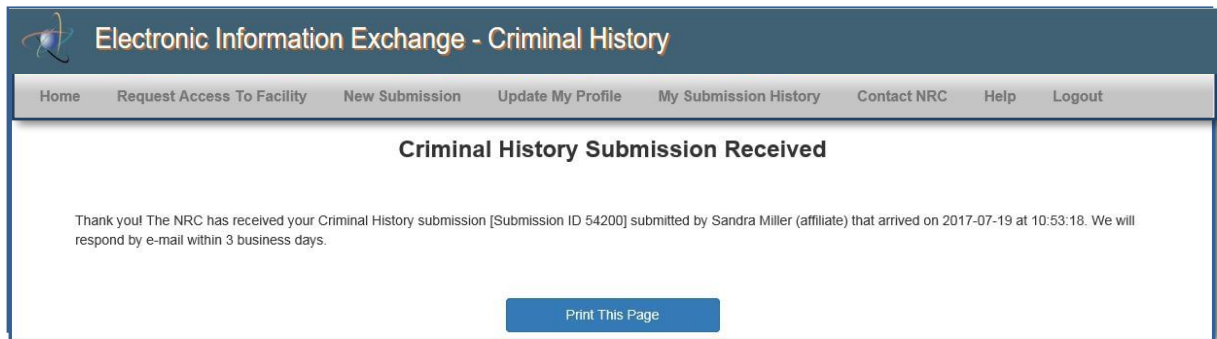 Electronic Information Exchange - Criminal History
Home Request Access To Facility New Submission Update My Profile My Submission History Contact NRC Help Logout
Criminal History Submission Received
Thank you! The NRC has received your Criminal History submission [Submission ID 54200] submitted by Sandra Miller (affiliate) that arrived on 2017-07-19 at 10:53:18. We will
respond by e-mail within 3 business days.
Print This Page